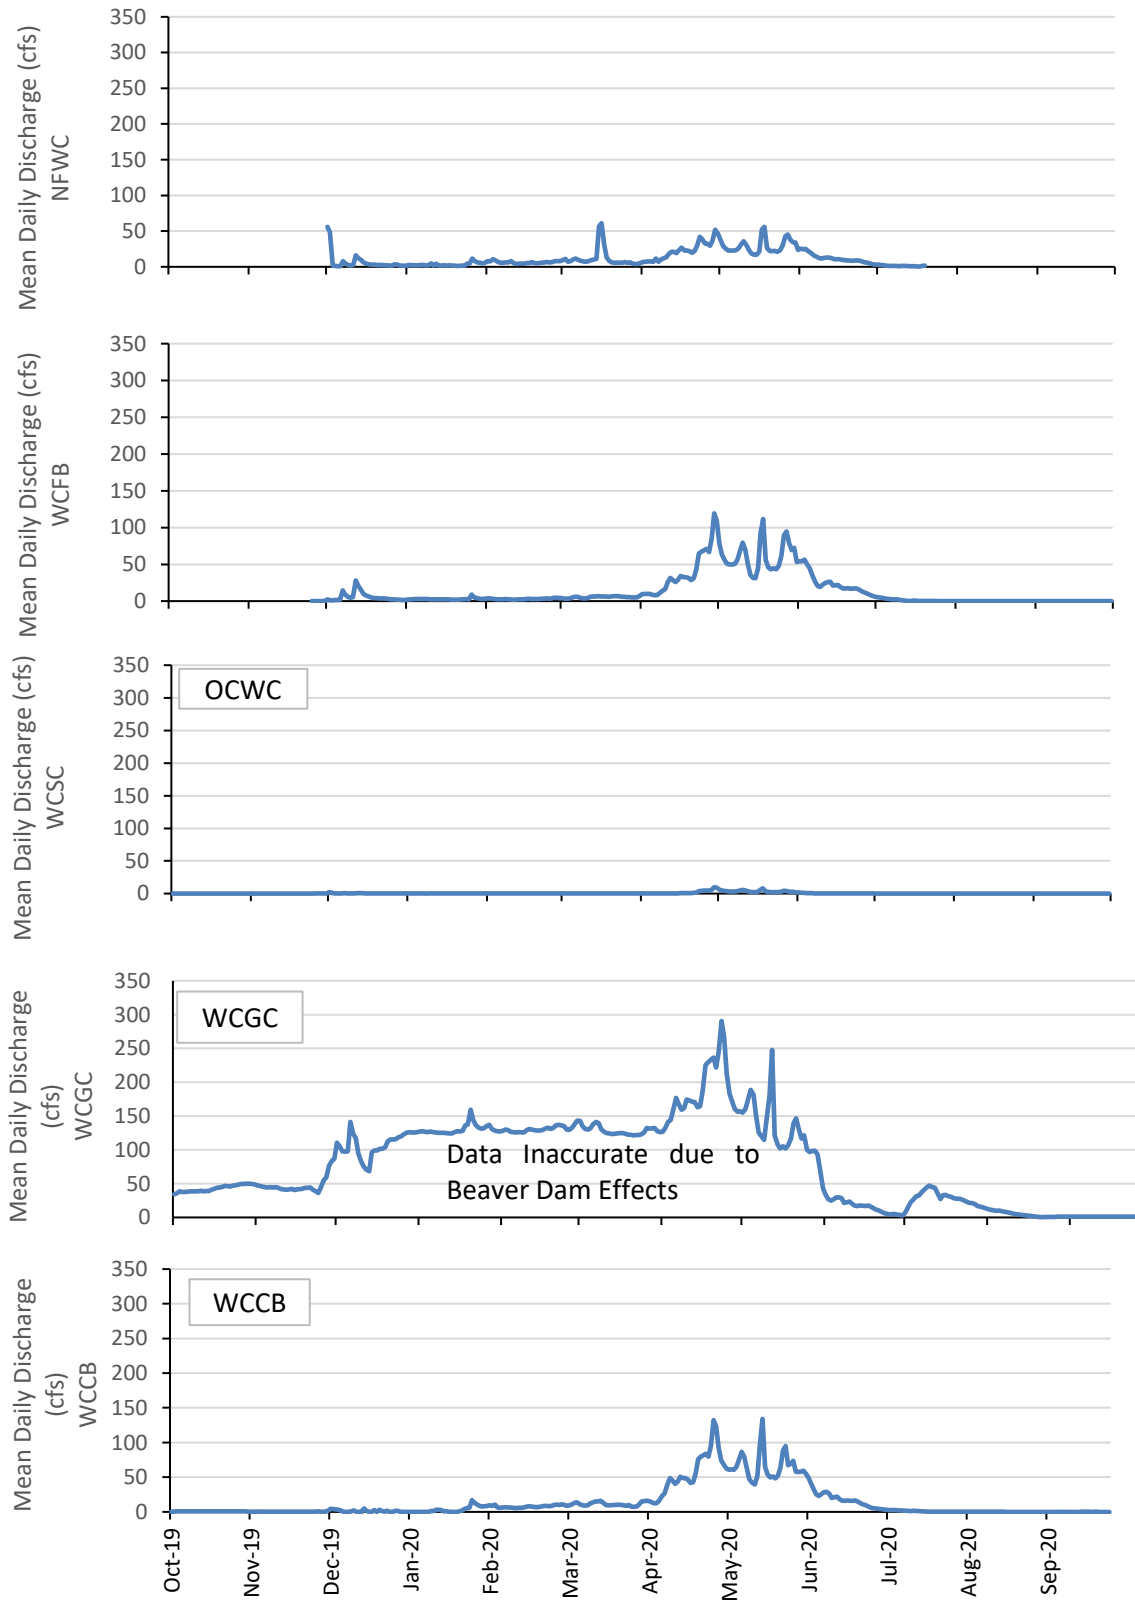 Mean Daily Discharge (cfs)
NFWC
350
300
250
200
150
100
50
0
Mean Daily Discharge (cfs)
WCFB
350
300
250
200
150
100
50
0
Mean Daily Discharge (cfs)
WCSC
350
300
250
200
150
100
50
0
OCWC
Mean Daily Discharge
(cfs)
WCGC
350
300
250
200
150
100
50
0
WCGC
Data Inaccurate due to
Beaver Dam Effects
Mean Daily Discharge
(cfs)
WCCB
350
300
250
200
150
100
50
0
WCCB
Oct-19
Nov-19
Dec-19
Jan-20
Feb-20
Mar-20
Apr-20
May-20
Jun-20
Jul-20
Aug-20
Sep-20